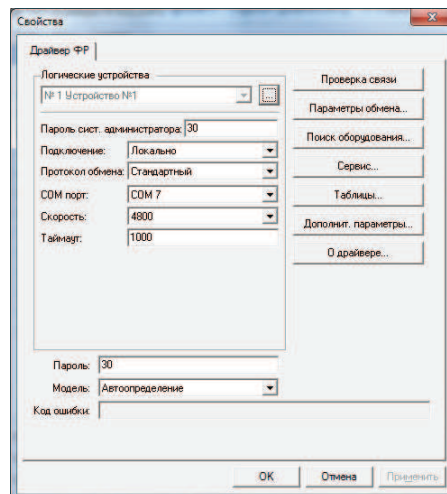 Свойства
Драйвер ФР
Логические устройства
№ 1 Устройство №1
...
Пароль сист. администратора: 30
Подключение: Локально
Протокол обмена: Стандартный
COM порт: COM 7
Скорость: 4800
Таймаут: 1000
Проверка связи
Параметры обмена...
Поиск оборудования...
Сервис...
Таблицы...
Дополнит. параметры...
О драйвере...
Пароль: 30
Модель: Автоопределение
Код ошибки:
OK Отмена Применить